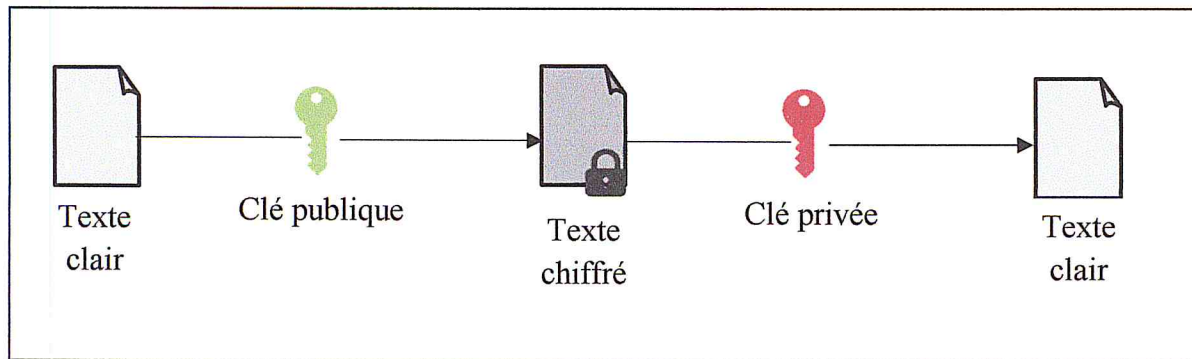 Texte
clair
Clé publique
Texte
chiffré
Clé privée
Texte
clair